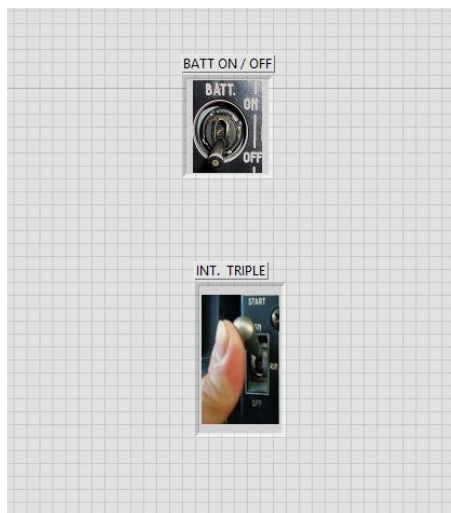 BATT ON / OFF
BATT.
ON
OFF
INT. TRIPLE
START
OFF